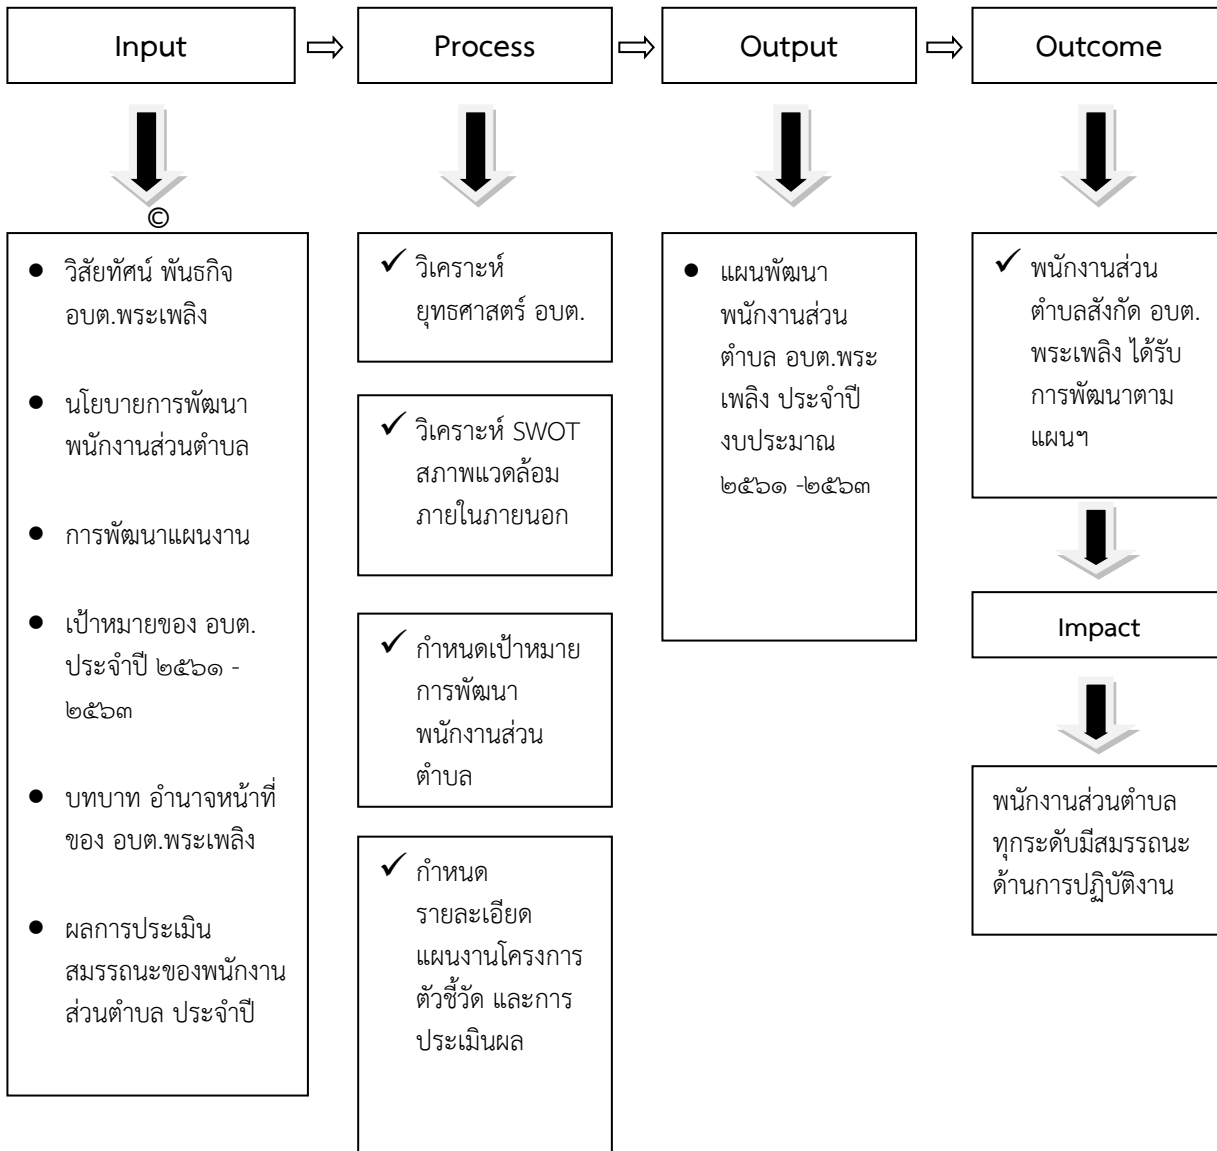 Input
Process
Output
Outcome
©
วิสัยทัศน์ พันธกิจ
อบต.พระเพลิง
นโยบายการพัฒนา
พนักงานส่วนตำบล
การพัฒนาแผนงาน
เป้าหมายของ อบต.
ประจำปี ๒๕๖๑ -
๒๕๖๓
บทบาท อำนาจหน้าที่
ของ อบต.พระเพลิง
ผลการประเมิน
สมรรถนะของพนักงาน
ส่วนตำบล ประจำปี
วิเคราะห์
ยุทธศาสตร์ อบต.
วิเคราะห์ SWOT
สภาพแวดล้อม
ภายในภายนอก
กำหนดเป้าหมาย
การพัฒนา
พนักงานส่วน
ตำบล
กำหนด
รายละเอียด
แผนงานโครงการ
ตัวชี้วัด และการ
ประเมินผล
แผนพัฒนา
พนักงานส่วน
ตำบล อบต.พระ
เพลิง ประจำปี
งบประมาณ
๒๕๖๑ -๒๕๖๓
พนักงานส่วน
ตำบลสังกัด อบต.
พระเพลิง ได้รับ
การพัฒนาตาม
แผนฯ
Impact
พนักงานส่วนตำบล
ทุกระดับมีสมรรถนะ
ด้านการปฏิบัติงาน